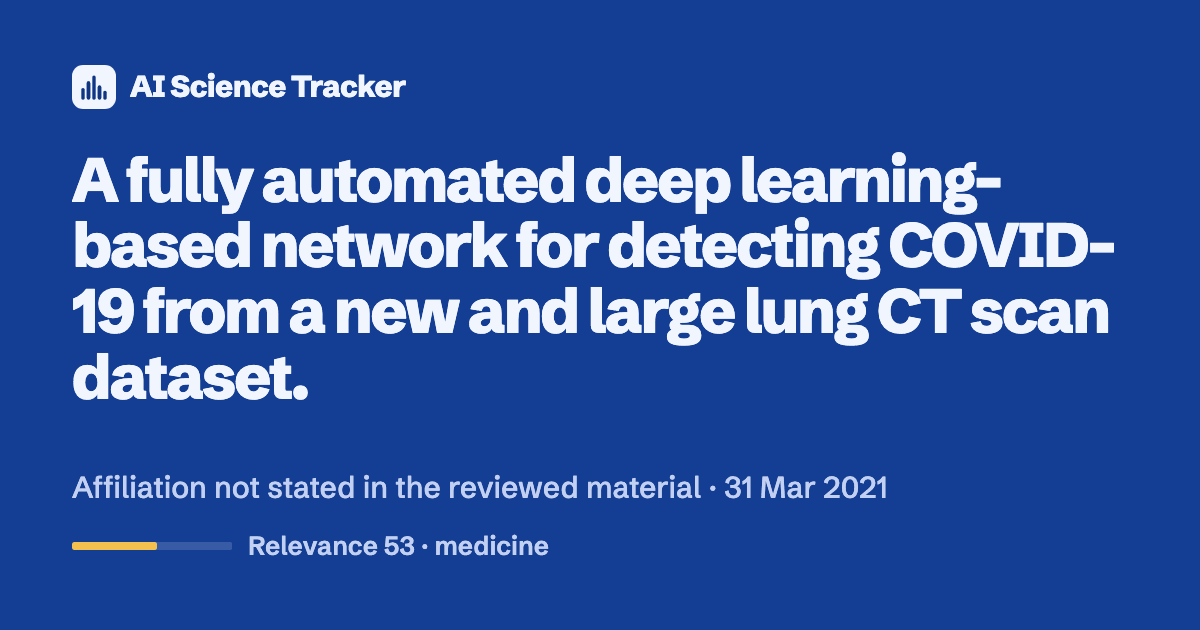 AI Science Tracker
A fully automated deep learning-
based network for detecting COVID-
19 from a new and large lung CT scan
dataset.
Affiliation not stated in the reviewed material · 31 Mar 2021
Relevance 53 · medicine